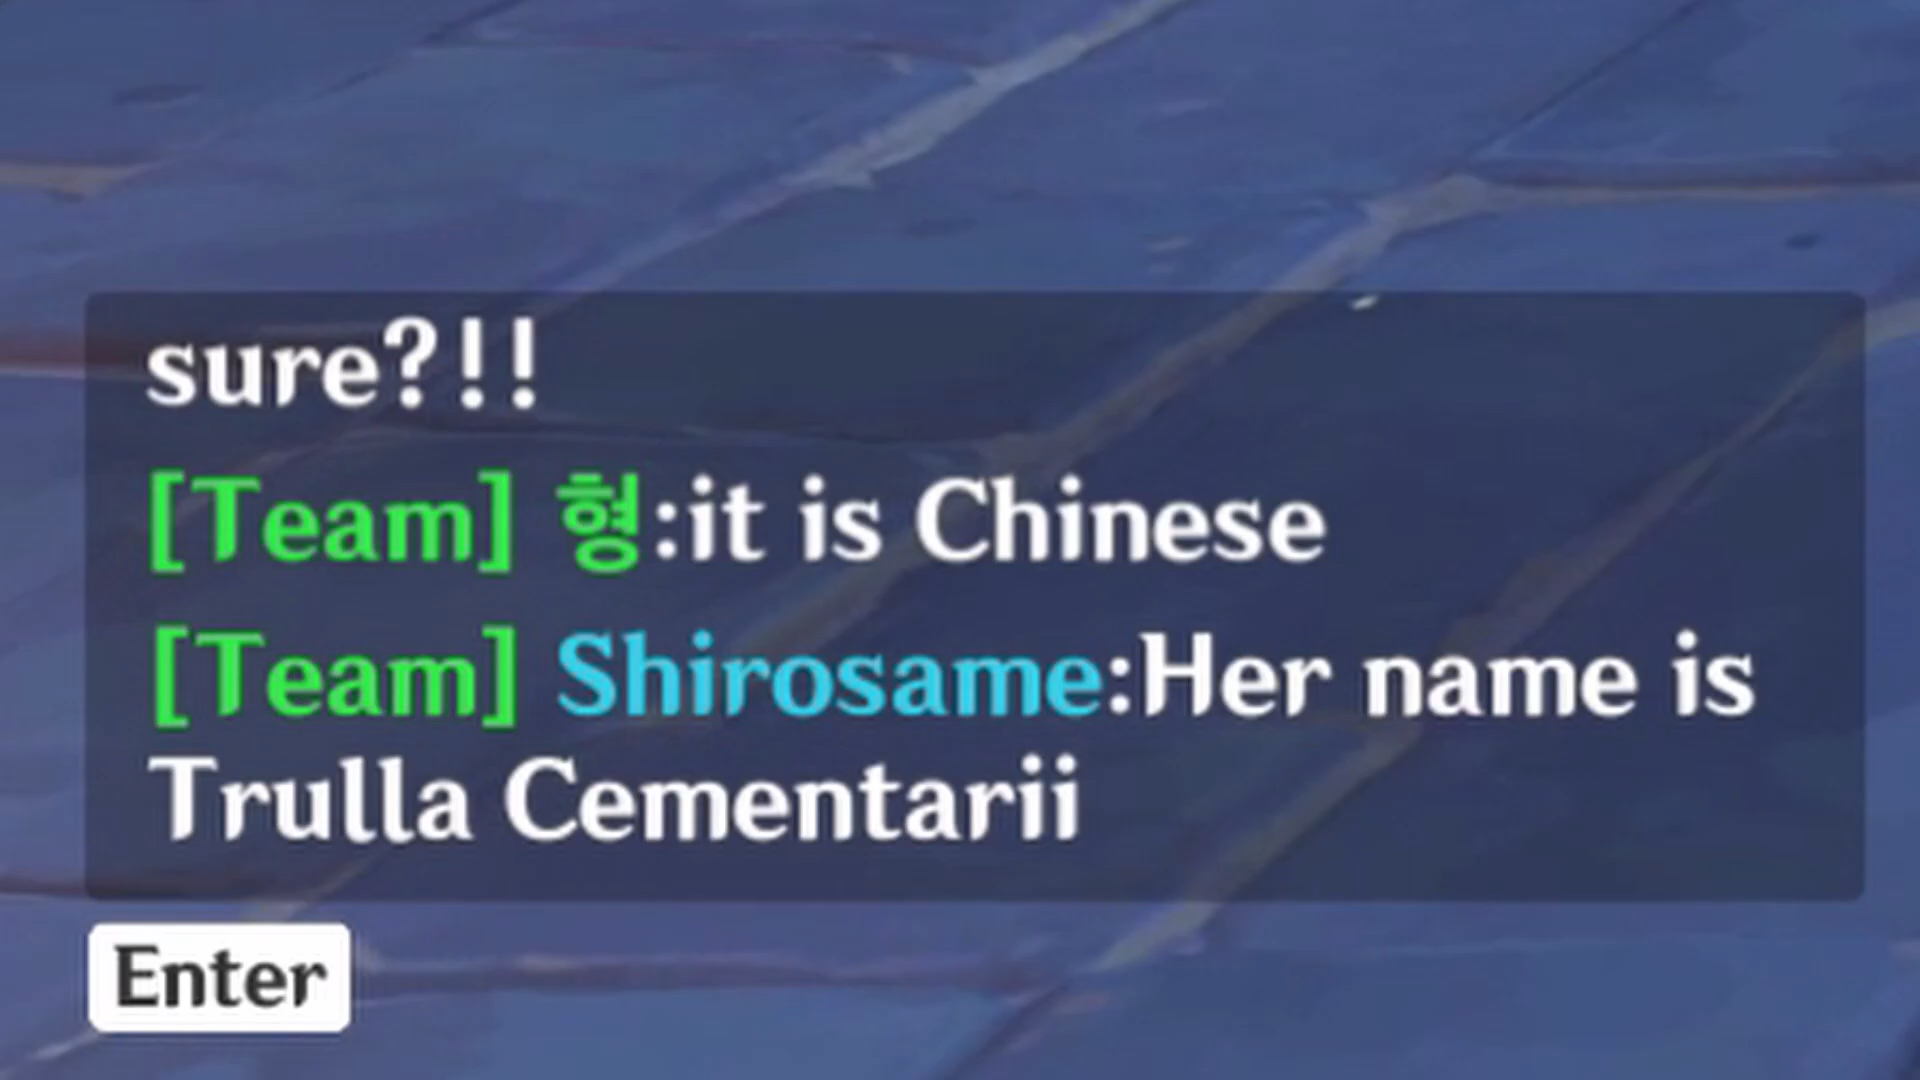 sure?!!
[Team] 형:it is Chinese
[Team] Shirosame:Her name is
Trulla Cementarii
Enter